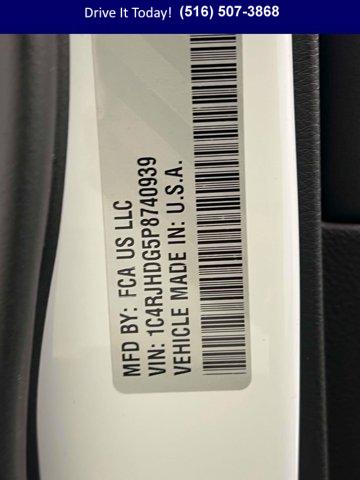 Drive It Today! (516) 507-3868
MFD BY: FCA US LLC
VIN: 1C4RJHDG5P8740939
VEHICLE MADE IN: U.S.A.